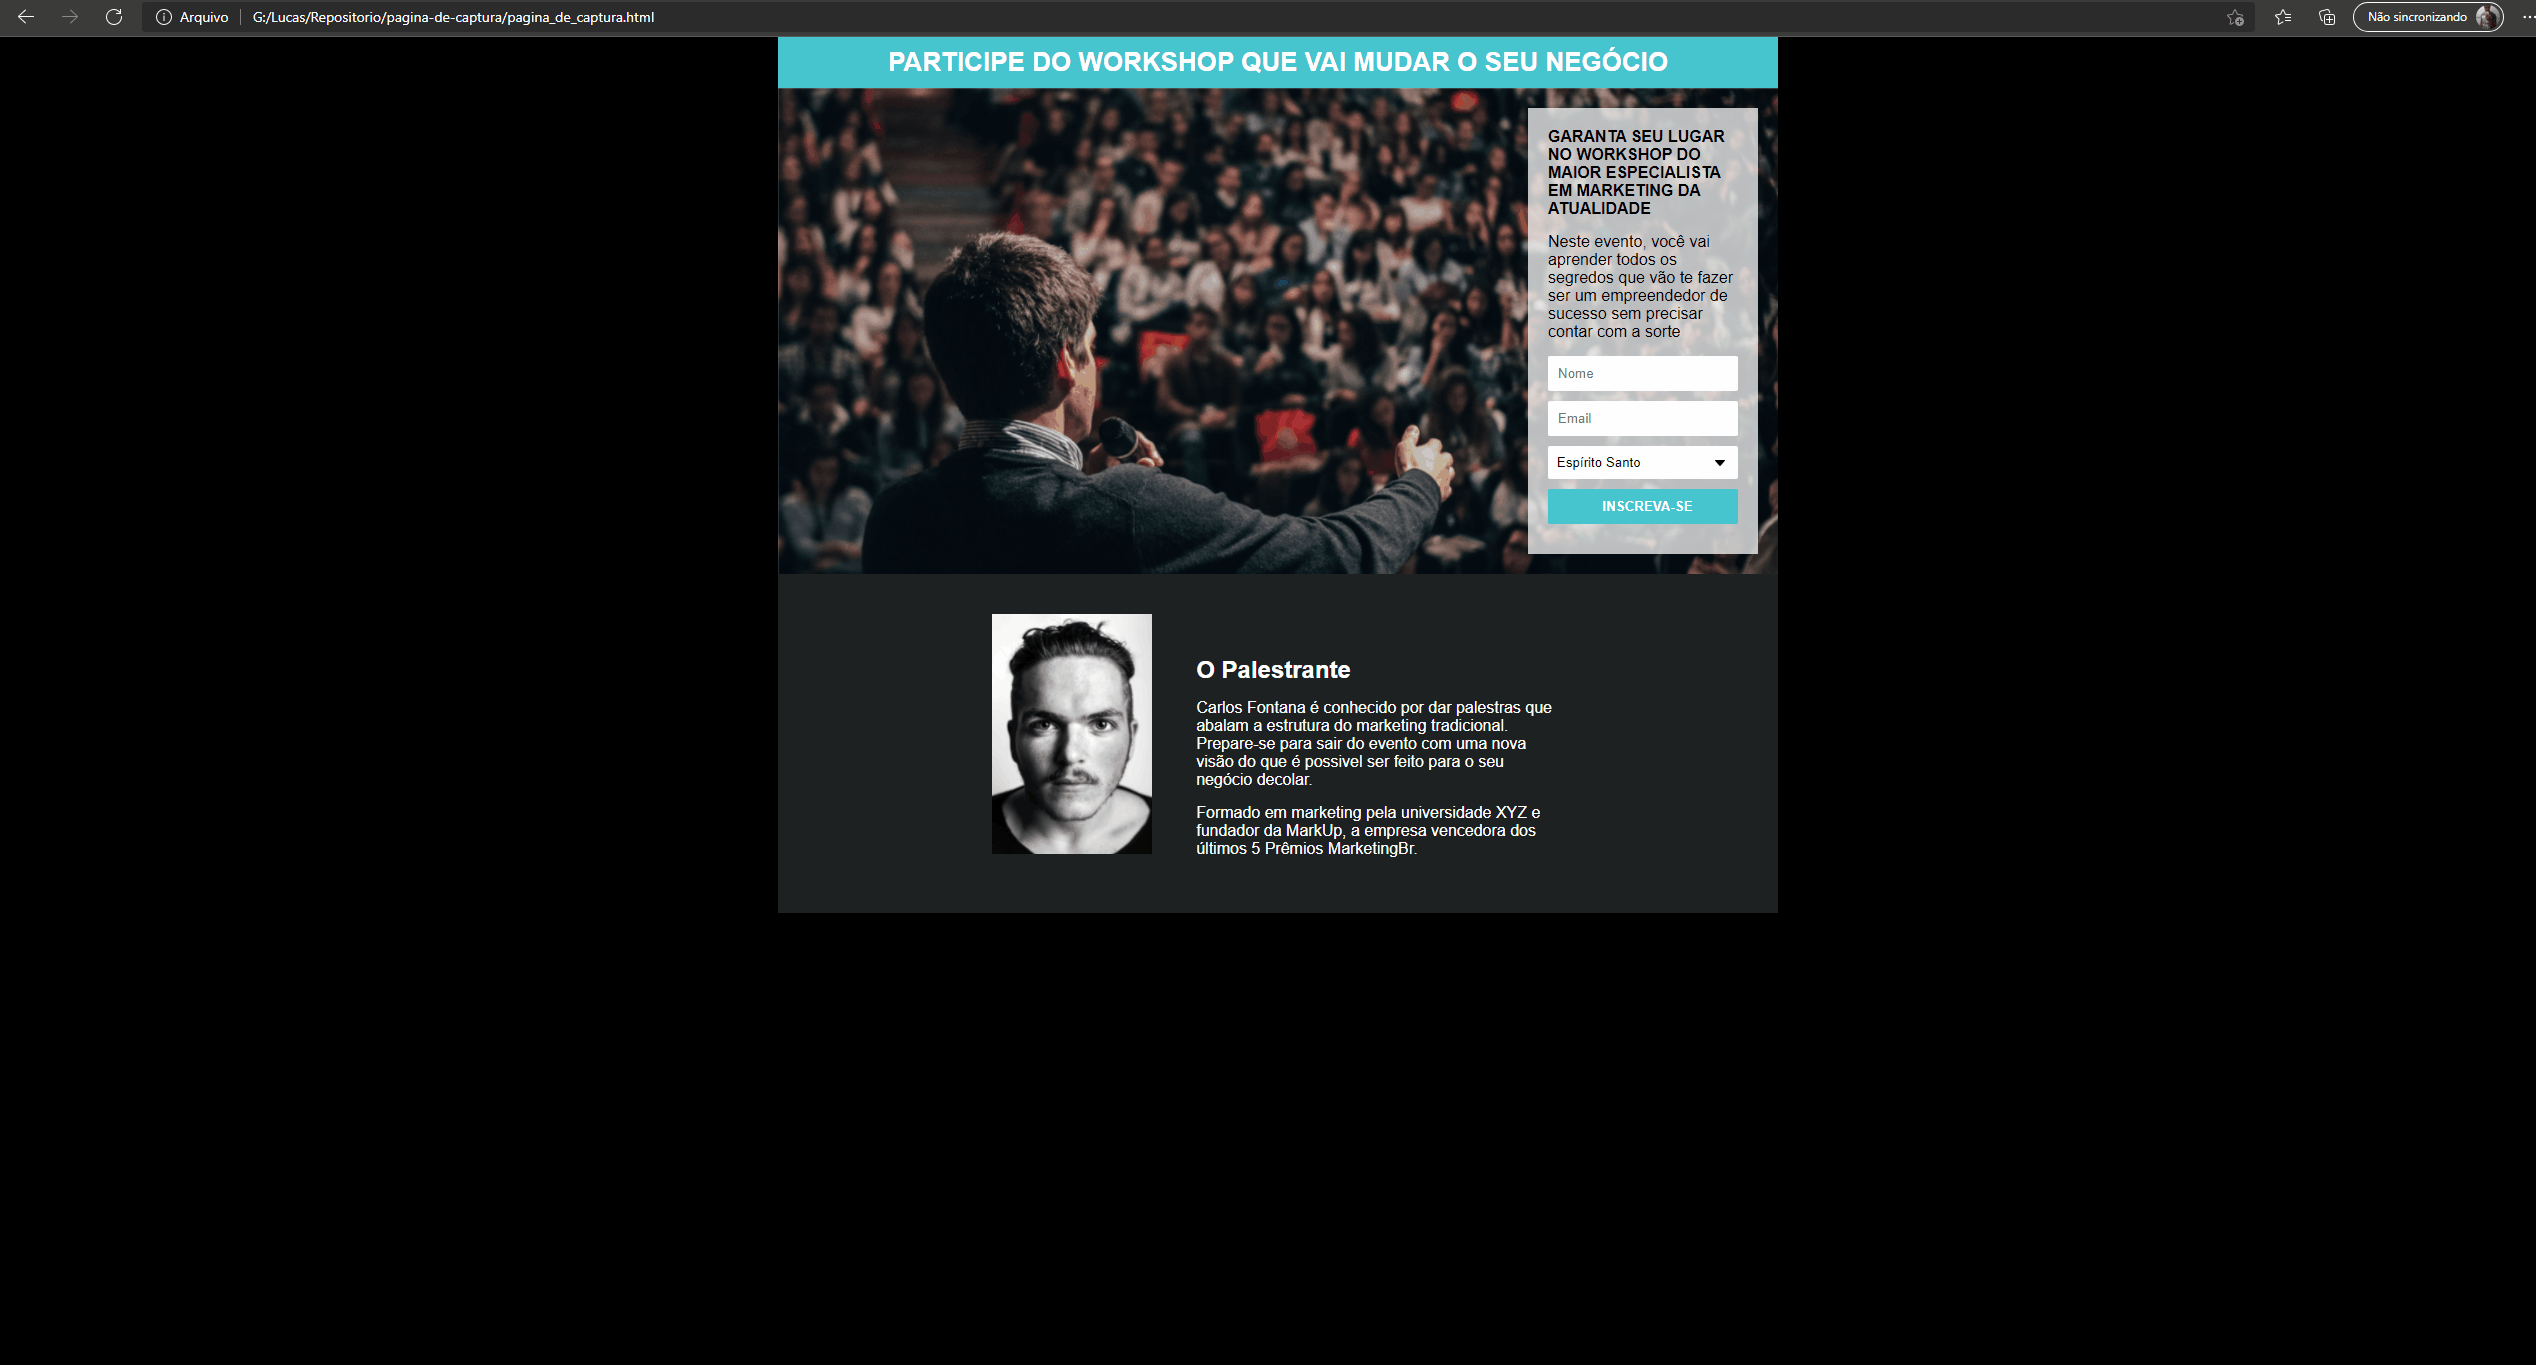 Arquivo
G:/Lucas/Repositorio/pagina-de-captura/pagina_de_captura.html
Não sincronizando
PARTICIPE DO WORKSHOP QUE VAI MUDAR O SEU NEGÓCIO
GARANTA SEU LUGAR
NO WORKSHOP DO
MAIOR ESPECIALISTA
EM MARKETING DA
ATUALIDADE
Neste evento, você vai
aprender todos os
segredos que vão te fazer
ser um empreendedor de
sucesso sem precisar
contar com a sorte
Nome
Email
Espírito Santo
INSCREVA-SE
O Palestrante
Carlos Fontana é conhecido por dar palestras que
abalam a estrutura do marketing tradicional.
Prepare-se para sair do evento com uma nova
visão do que é possivel ser feito para o seu
negócio decolar.
Formado em marketing pela universidade XYZ e
fundador da MarkUp, a empresa vencedora dos
últimos 5 Prêmios MarketingBr.